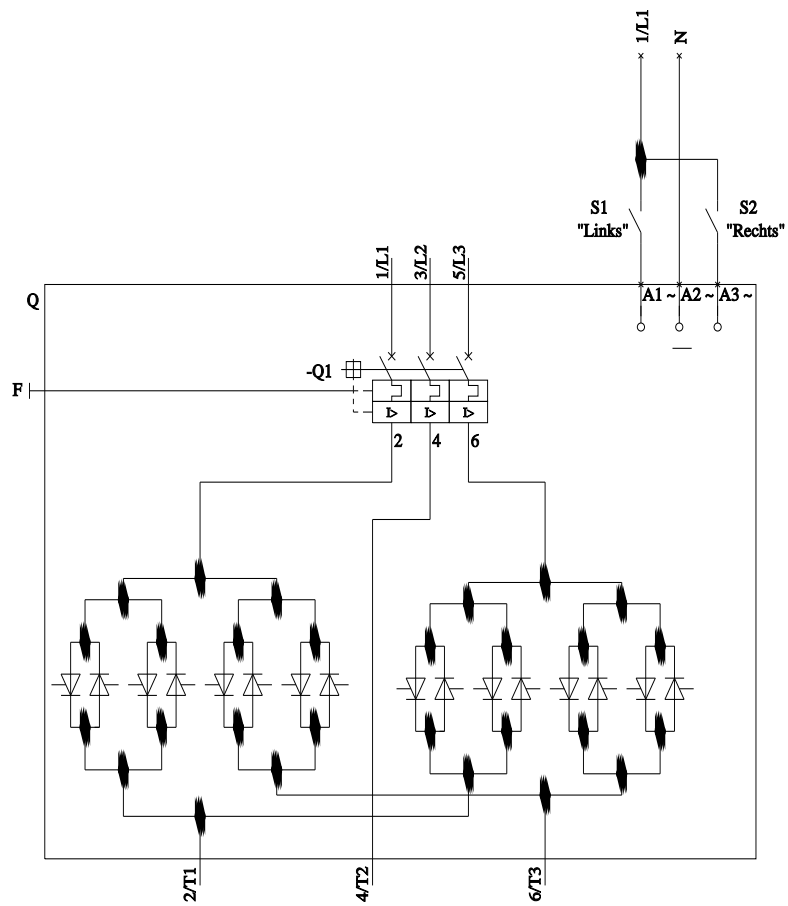 1/L1
N
S1
"Links"
S2
"Rechts"
1/L1
3/L2
5/L3
Q
A1 ~
A2 ~
A3 ~
-Q1
F
I>
I>
I>
2
4
6
2/T1
4/T2
6/T3